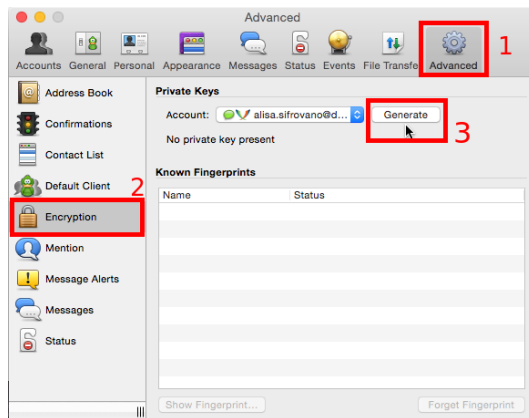 Advanced
1
Accounts General Personal Appearance Messages Status Events File Transfer Advanced
Address Book
Confirmations
Contact List
Default Client
2
Encryption
Mention
Message Alerts
Messages
Status
Private Keys
Account: alisa.sifrovano@d... Generate
3
No private key present
Known Fingerprints
Name Status
Show Fingerprint... Forget Fingerprint